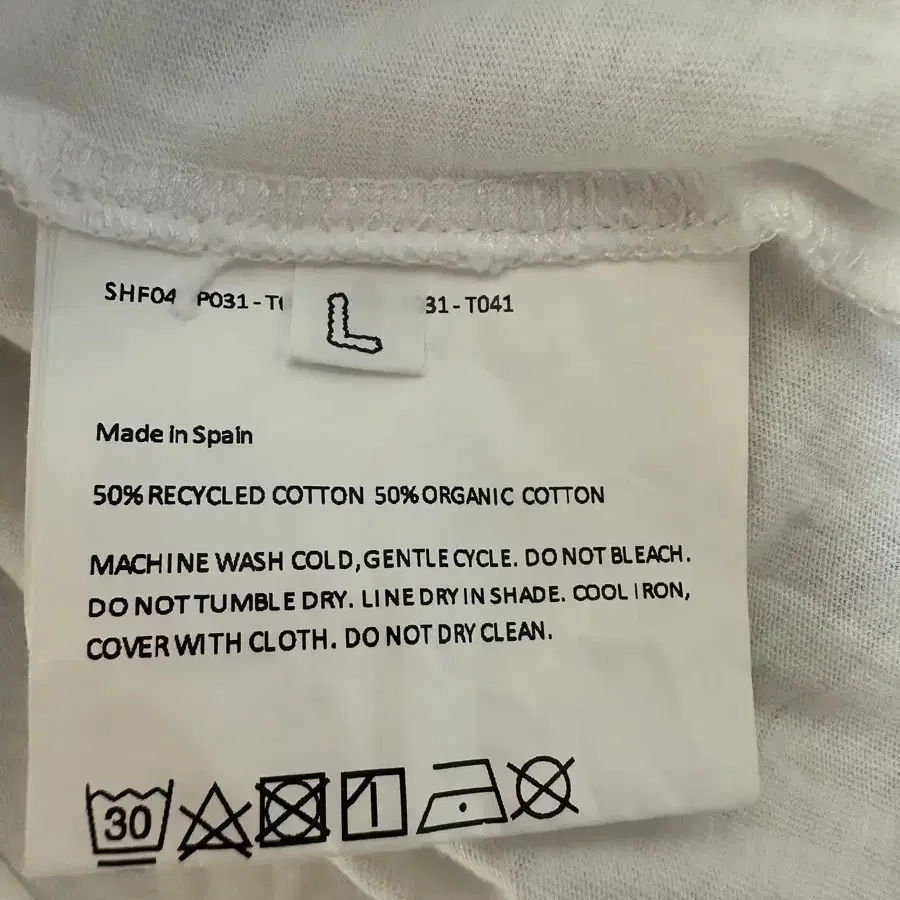 SHF04 P031-T 31-T041
L
Made in Spain
50% RECYCLED COTTON 50% ORGANIC COTTON
MACHINE WASH COLD, GENTLE CYCLE. DO NOT BLEACH.
DO NOT TUMBLE DRY. LINE DRY IN SHADE. COOL IRON,
COVER WITH CLOTH. DO NOT DRY CLEAN.
30